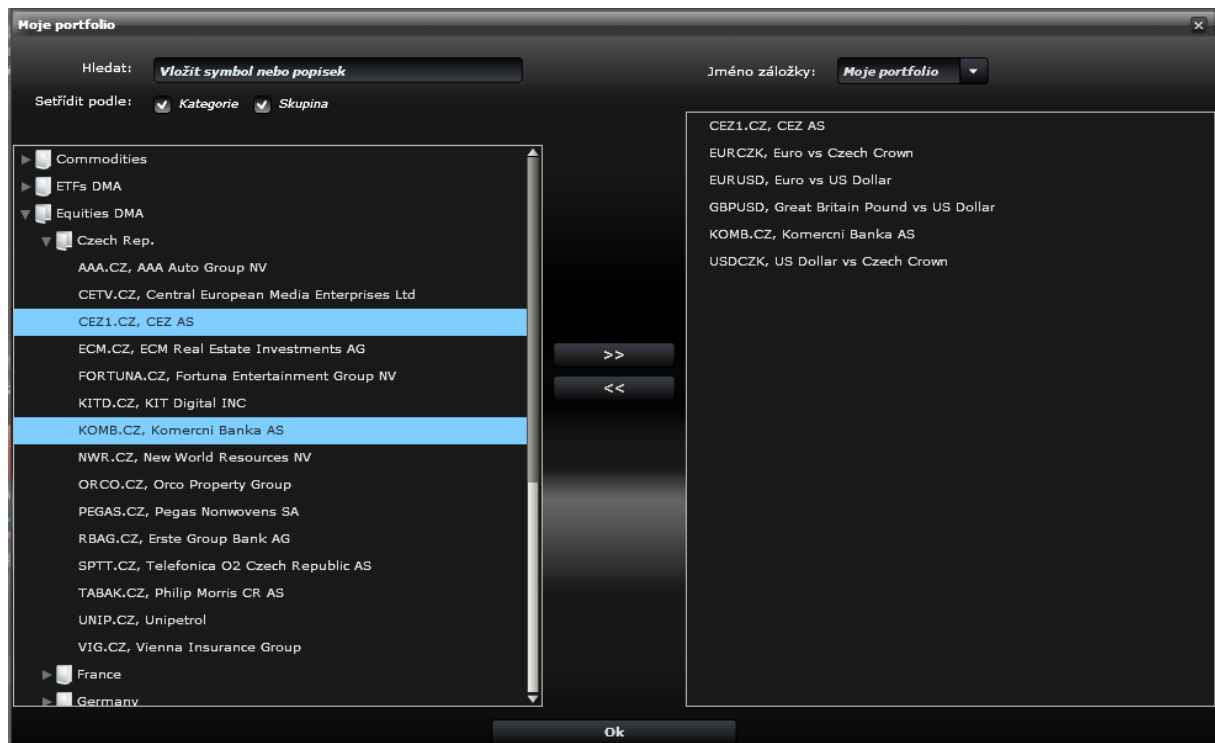 Moje portfolio
Hledat: Vložit symbol nebo popisek
Setřídit podle: Kategorie Skupina
Jméno záložky: Moje portfolio
Commodities
ETFs DMA
Equities DMA
Czech Rep.
AAA.CZ, AAA Auto Group NV
CETV.CZ, Central European Media Enterprises Ltd
CEZ1.CZ, CEZ AS
ECM.CZ, ECM Real Estate Investments AG
FORTUNA.CZ, Fortuna Entertainment Group NV
KITD.CZ, KIT Digital INC
KOMB.CZ, Komercni Banka AS
NWR.CZ, New World Resources NV
ORCO.CZ, Orco Property Group
PEGAS.CZ, Pegas Nonwovens SA
RBAG.CZ, Erste Group Bank AG
SPTT.CZ, Telefonica O2 Czech Republic AS
TABAK.CZ, Philip Morris CR AS
UNIP.CZ, Unipetrol
VIG.CZ, Vienna Insurance Group
France
Germany
>>
<<
CEZ1.CZ, CEZ AS
EURCZK, Euro vs Czech Crown
EURUSD, Euro vs US Dollar
GBPUSD, Great Britain Pound vs US Dollar
KOMB.CZ, Komercni Banka AS
USDCZK, US Dollar vs Czech Crown
Ok